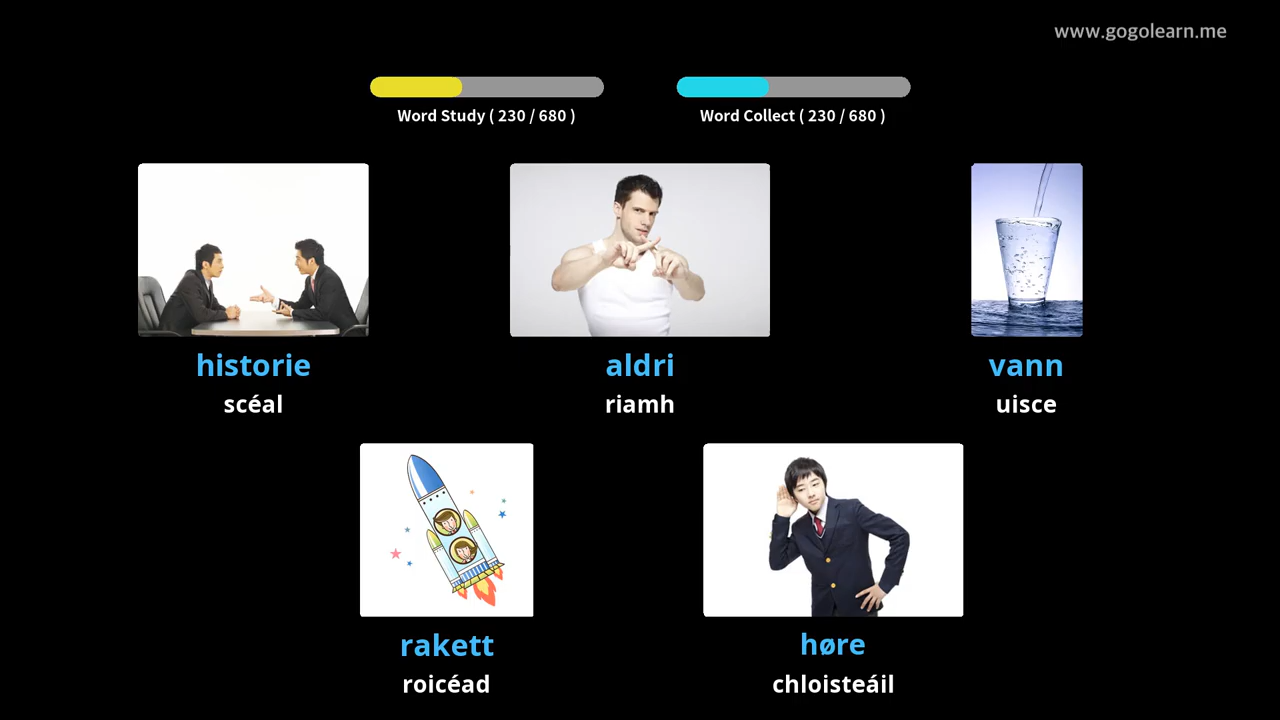 www.gogolearn.me
Word Study ( 230 / 680 )
Word Collect ( 230 / 680 )
historie
scéal
aldri
riamh
vann
uisce
rakett
roicéad
høre
chloisteáil